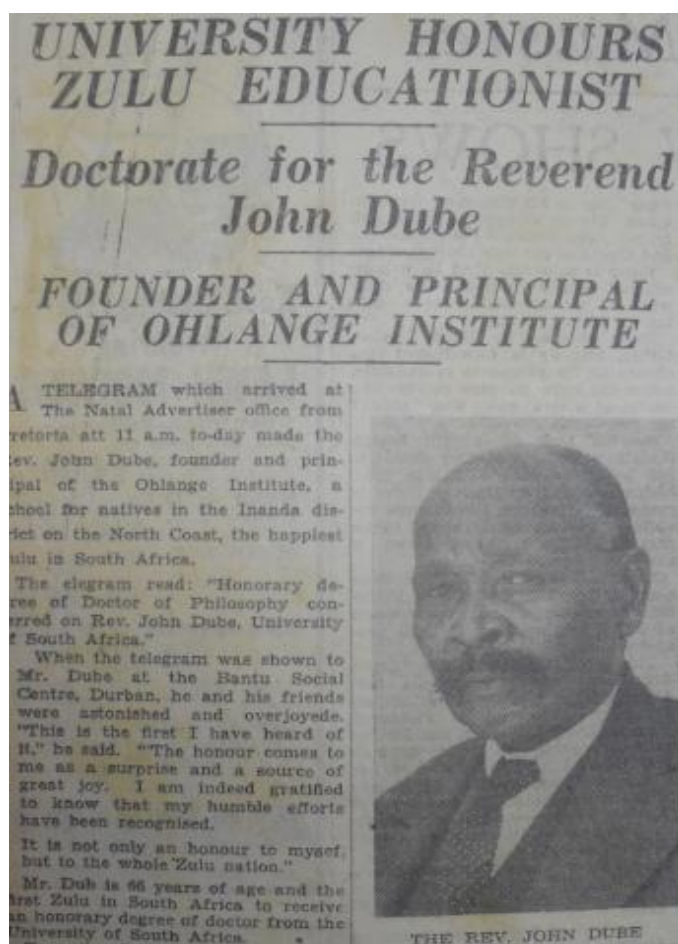 UNIVERSITY HONOURS
ZULU EDUCATIONIST
Doctorate for the Reverend
John Dube
FOUNDER AND PRINCIPAL
OF OHLANGE INSTITUTE
A TELEGRAM which arrived at
The Natal Advertiser office from
retoria att 11 a.m. to-day made the
ev. John Dube, founder and prin-
ipal of the Ohlange Institute, a
chool for natives in the Inanda dis-
rict on the North Coast, the happiest
ulu in South Africa.
The elegram read: "Honorary de-
ree of Doctor of Philosophy con-
erred on Rev. John Dube, University
f South Africa."
When the telegram was shown to
Mr. Dube at the Bantu Social
Centre, Durban, he and his friends
were astonished and overjoyede.
"This is the first I have heard of
it," he said. "The honour comes to
me as a surprise and a source of
great joy. I am indeed gratified
to know that my humble efforts
have been recognised.
It is not only an honour to mysef,
but to the whole Zulu nation."
Mr. Dub is 66 years of age and the
irst Zulu in South Africa to receive
an honorary degree of doctor from the
University of South Africa.
THE REV. JOHN DUBE